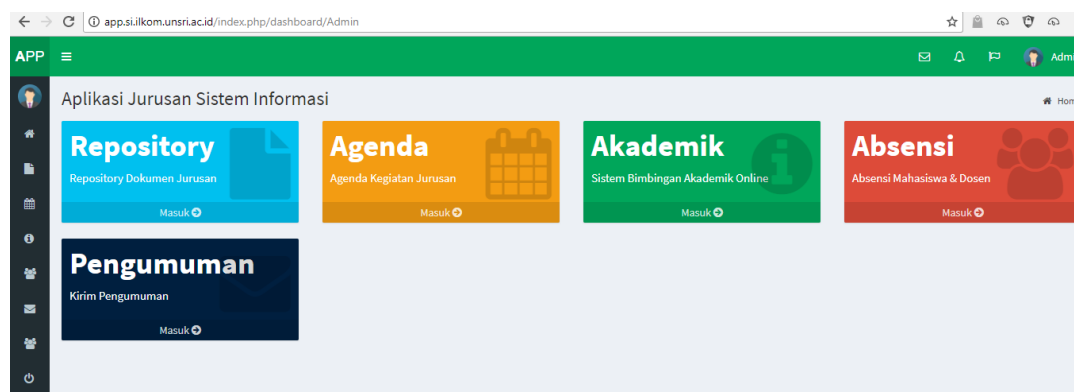 app.si.ilkom.unsri.ac.id/index.php/dashboard/Admin
APP
Admi
Aplikasi Jurusan Sistem Informasi
Hom
Repository
Repository Dokumen Jurusan
Masuk
Agenda
Agenda Kegiatan Jurusan
Masuk
Akademik
Sistem Bimbingan Akademik Online
Masuk
Absensi
Absensi Mahasiswa & Dosen
Masuk
Pengumuman
Kirim Pengumuman
Masuk